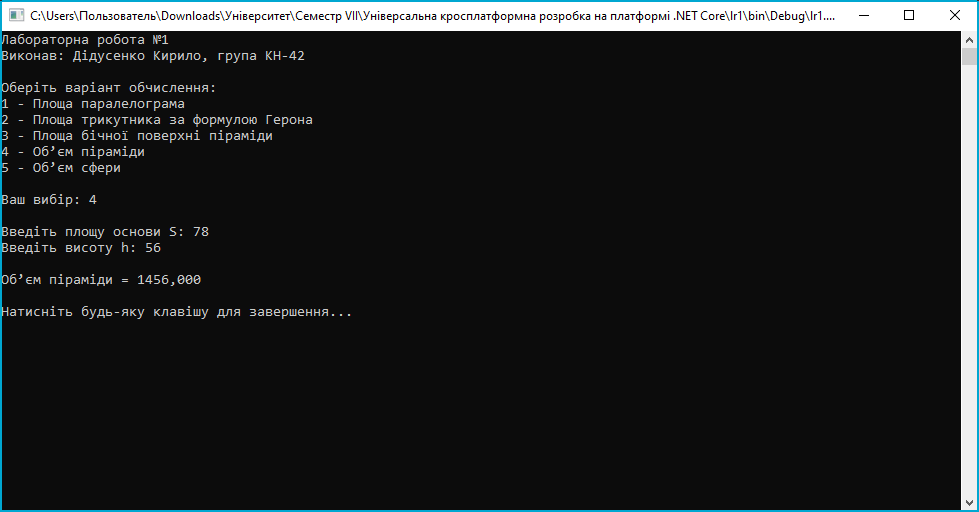 C:\Users\Пользователь\Downloads\Університет\Семестр VII\Універсальна кросплатформна розробка на платформі .NET Core\lr1\bin\Debug\lr1....
Лабораторна робота №1
Виконав: Дідусенко Кирило, група КН-42
Оберіть варіант обчислення:
1 - Площа паралелограма
2 - Площа трикутника за формулою Герона
3 - Площа бічної поверхні піраміди
4 - Об’єм піраміди
5 - Об’єм сфери
Ваш вибір: 4
Введіть площу основи S: 78
Введіть висоту h: 56
Об’єм піраміди = 1456,000
Натисніть будь-яку клавішу для завершення...